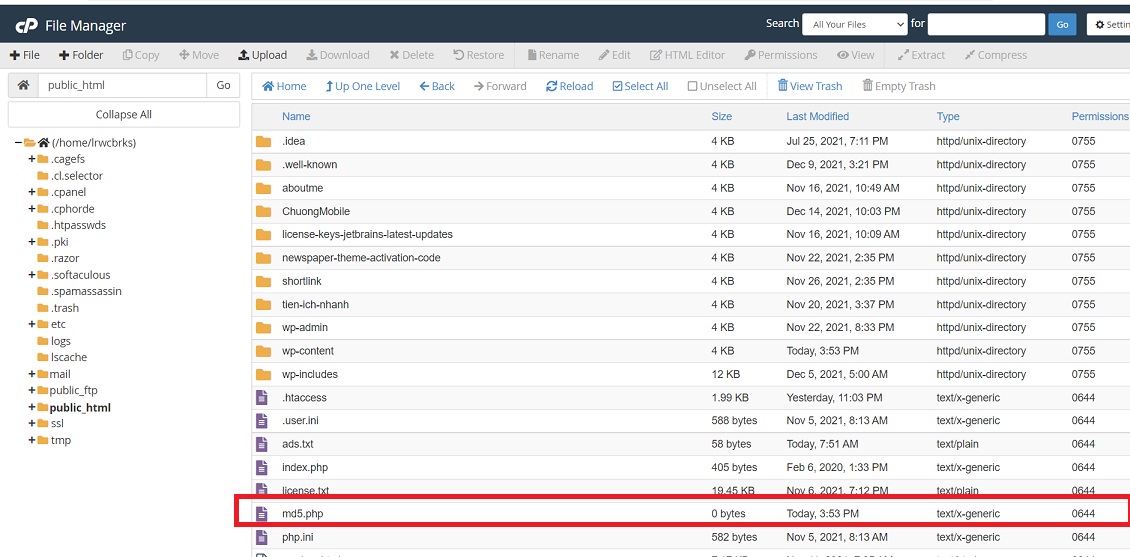 cP File Manager Search All Your Files for Go Settin
File Folder Copy Move Upload Download Delete Restore Rename Edit HTML Editor Permissions View Extract Compress
public_html Go Home Up One Level Back Forward Reload Select All Unselect All View Trash Empty Trash
Collapse All
(/home/lrwcbrks)
.cagefs
.cl.selector
.cpanel
.cphorde
.htpasswds
.pki
.razor
.softaculous
.spamassassin
.trash
etc
logs
lscache
mail
public_ftp
public_html
ssl
tmp
Name Size Last Modified Type Permissions
.idea 4 KB Jul 25, 2021, 7:11 PM httpd/unix-directory 0755
.well-known 4 KB Dec 9, 2021, 3:21 PM httpd/unix-directory 0755
aboutme 4 KB Nov 16, 2021, 10:49 AM httpd/unix-directory 0755
ChuongMobile 4 KB Dec 14, 2021, 10:03 PM httpd/unix-directory 0755
license-keys-jetbrains-latest-updates 4 KB Nov 16, 2021, 10:09 AM httpd/unix-directory 0755
newspaper-theme-activation-code 4 KB Nov 22, 2021, 2:35 PM httpd/unix-directory 0755
shortlink 4 KB Nov 26, 2021, 2:35 PM httpd/unix-directory 0755
tien-ich-nhanh 4 KB Nov 20, 2021, 3:37 PM httpd/unix-directory 0755
wp-admin 4 KB Nov 22, 2021, 8:33 PM httpd/unix-directory 0755
wp-content 4 KB Today, 3:53 PM httpd/unix-directory 0755
wp-includes 12 KB Dec 5, 2021, 5:00 AM httpd/unix-directory 0755
.htaccess 1.99 KB Yesterday, 11:03 PM text/x-generic 0644
.user.ini 588 bytes Nov 5, 2021, 8:13 AM text/x-generic 0644
ads.txt 58 bytes Today, 7:51 AM text/plain 0644
index.php 405 bytes Feb 6, 2020, 1:33 PM text/x-generic 0644
license.txt 19.45 KB Nov 6, 2021, 7:12 PM text/plain 0644
md5.php 0 bytes Today, 3:53 PM text/x-generic 0644
php.ini 582 bytes Nov 5, 2021, 8:13 AM text/x-generic 0644